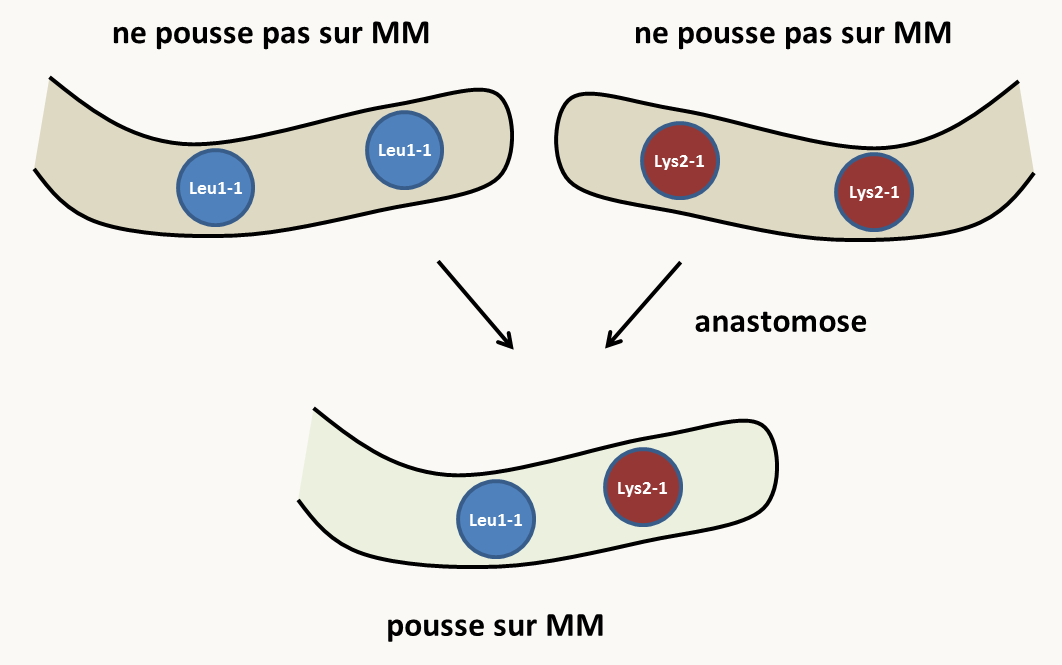 ne pousse pas sur MM
ne pousse pas sur MM
Leu1-1
Leu1-1
Lys2-1
Lys2-1
anastomose
Leu1-1
Lys2-1
pousse sur MM